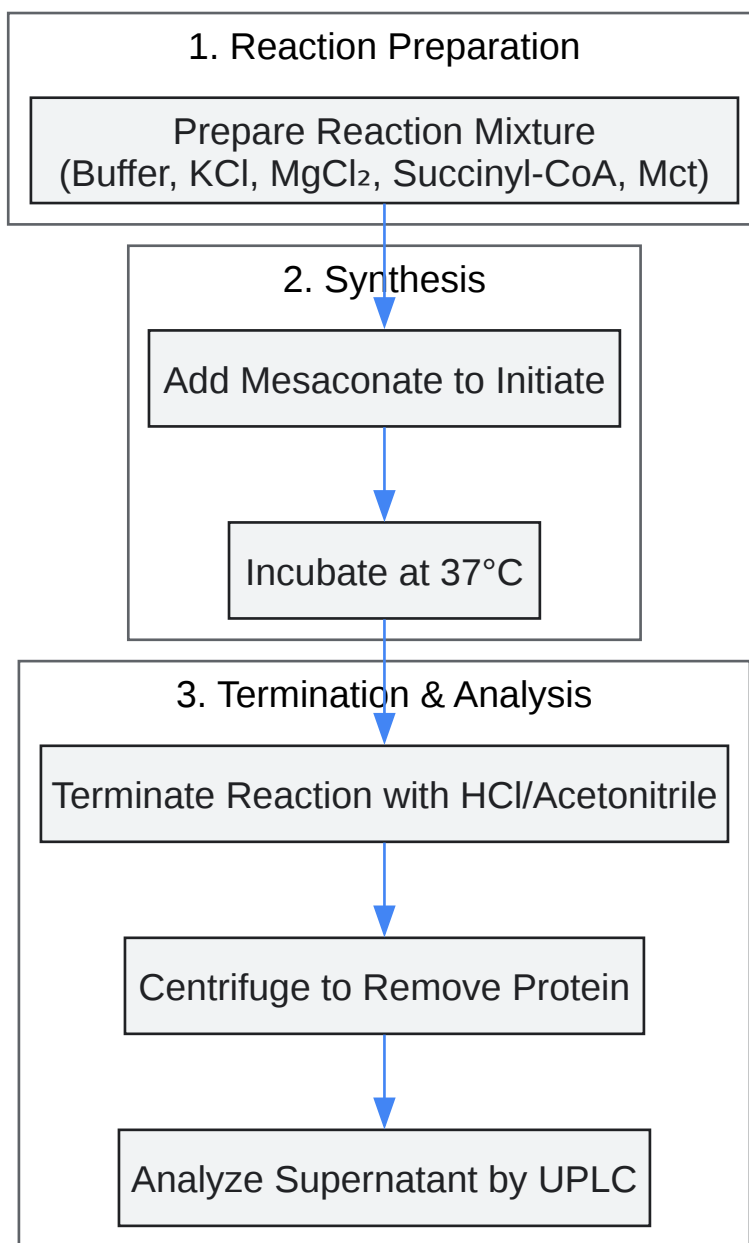 1. Reaction Preparation
Prepare Reaction Mixture
(Buffer, KCl, MgCl₂, Succinyl-CoA, Mct)
2. Synthesis
Add Mesaconate to Initiate
Incubate at 37°C
3. Termination & Analysis
Terminate Reaction with HCl/Acetonitrile
Centrifuge to Remove Protein
Analyze Supernatant by UPLC